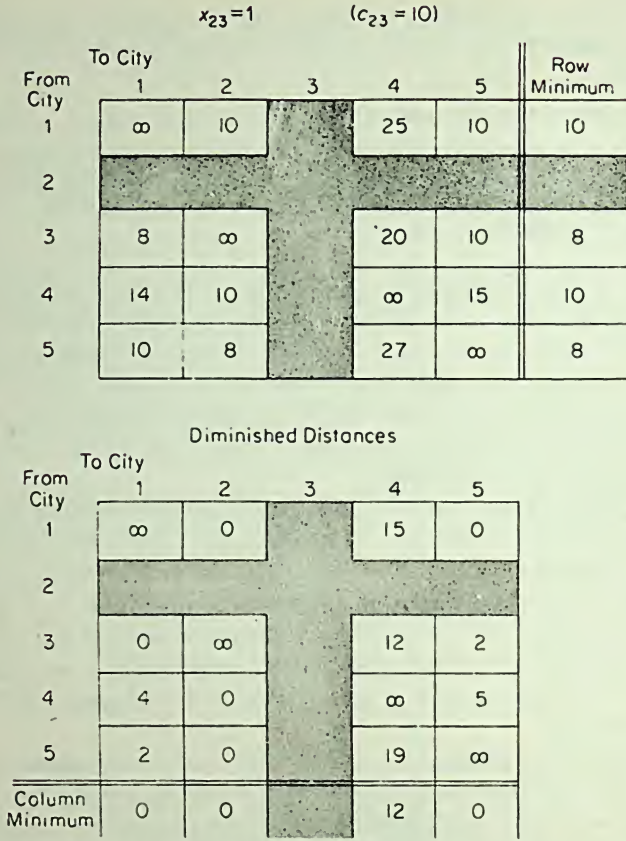 x₂₃=1 (c₂₃ = 10)
To City
From City 1 2 3 4 5 Row Minimum
1 ∞ 10 25 10 10
2
3 8 ∞ 20 10 8
4 14 10 ∞ 15 10
5 10 8 27 ∞ 8
Diminished Distances
To City
From City 1 2 3 4 5
1 ∞ 0 15 0
2
3 0 ∞ 12 2
4 4 0 ∞ 5
5 2 0 19 ∞
Column Minimum 0 0 12 0